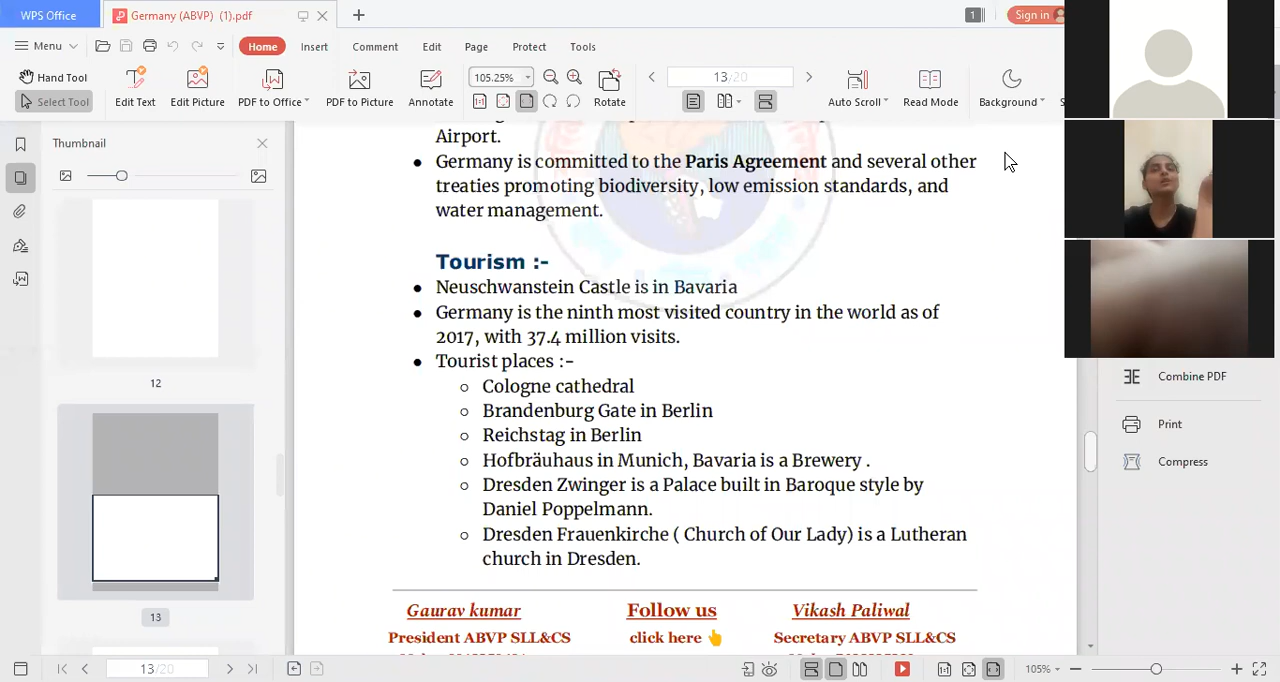 WPS Office
Germany (ABVP) (1).pdf
1
Sign in
Menu
Home
Insert
Comment
Edit
Page
Protect
Tools
Hand Tool
Select Tool
Edit Text
Edit Picture
PDF to Office
PDF to Picture
Annotate
105.25%
Rotate
13/20
Auto Scroll
Read Mode
Background
Thumbnail
12
13
Airport.
Germany is committed to the Paris Agreement and several other
treaties promoting biodiversity, low emission standards, and
water management.
Tourism :-
Neuschwanstein Castle is in Bavaria
Germany is the ninth most visited country in the world as of
2017, with 37.4 million visits.
Tourist places :-
Cologne cathedral
Brandenburg Gate in Berlin
Reichstag in Berlin
Hofbräuhaus in Munich, Bavaria is a Brewery .
Dresden Zwinger is a Palace built in Baroque style by
Daniel Poppelmann.
Dresden Frauenkirche ( Church of Our Lady) is a Lutheran
church in Dresden.
Gaurav kumar
Follow us
Vikash Paliwal
President ABVP SLL&CS
click here 👆
Secretary ABVP SLL&CS
Combine PDF
Print
Compress
13/20
105%